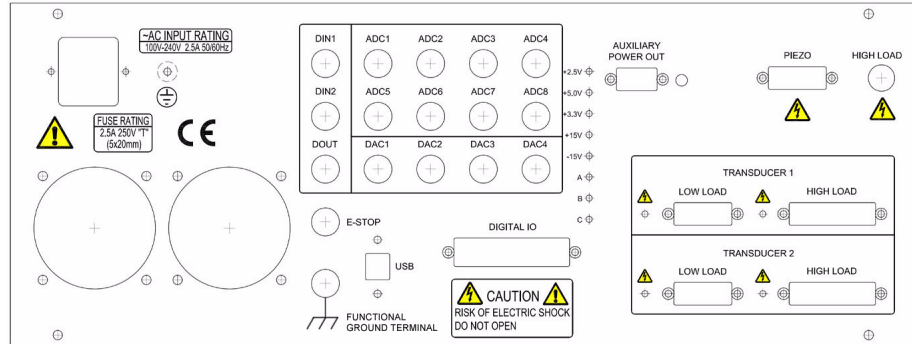 ~AC INPUT RATING
100V-240V 2.5A 50/60Hz
FUSE RATING
2.5A 250V "T"
(5x20mm)
CE
DIN1 ADC1 ADC2 ADC3 ADC4
DIN2 ADC5 ADC6 ADC7 ADC8
DOUT DAC1 DAC2 DAC3 DAC4
+2.5V
+5.0V
+3.3V
+15V
-15V
A
B
C
AUXILIARY
POWER OUT
PIEZO
HIGH LOAD
TRANSDUCER 1
LOW LOAD HIGH LOAD
TRANSDUCER 2
LOW LOAD HIGH LOAD
E-STOP
USB
DIGITAL IO
FUNCTIONAL
GROUND TERMINAL
CAUTION
RISK OF ELECTRIC SHOCK
DO NOT OPEN